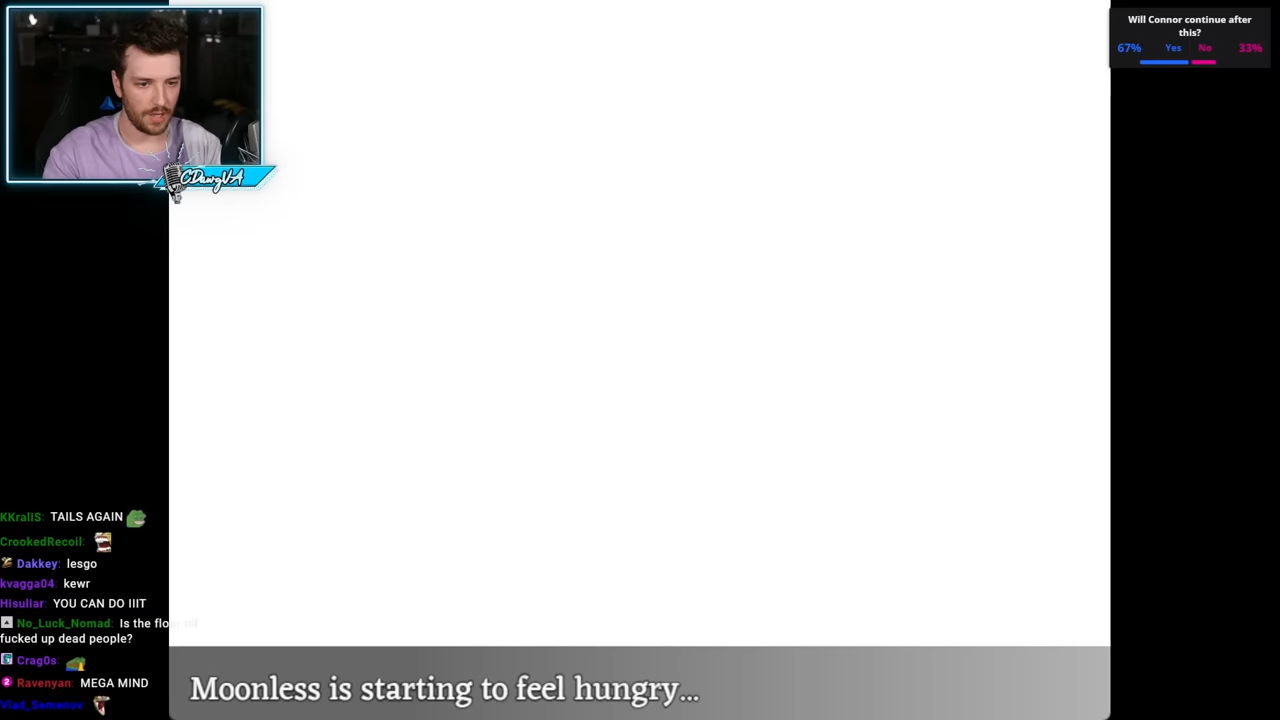 Will Connor continue after
this?
67% Yes No 33%
CDawgVA
KKraliS: TAILS AGAIN
CrookedRecoil:
Dakkey: lesgo
kvagga04: kewr
Hisuliar: YOU CAN DO IIIT
No_Luck_Nomad: Is the
fucked up dead people?
Crag0s:
Ravenyan: MEGA MIND
Vlad_Semenov:
Moonless is starting to feel hungry...